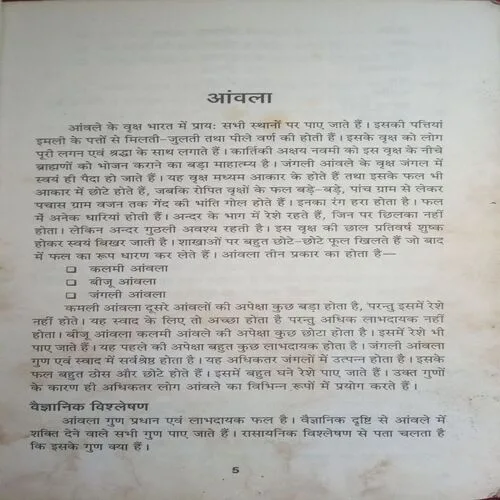 आंवला
आंवले के वृक्ष भारत में प्रायः सभी स्थानों पर पाए जाते हैं। इसकी पत्तियां
इमली के पत्तों से मिलती-जुलती तथा पीले वर्ण की होती हैं। इसके वृक्ष को लोग
पूरी लगन एवं श्रद्धा के साथ लगाते हैं। कार्तिकी अक्षय नवमी को इस वृक्ष के नीचे
ब्राह्मणों को भोजन कराने का बड़ा माहात्म्य है। जंगली आंवले के वृक्ष जंगल में
स्वयं ही पैदा हो जाते हैं। यह वृक्ष मध्यम आकार के होते हैं तथा इसके फल भी
आकार में छोटे होते हैं, जबकि रोपित वृक्षों के फल बड़े-बड़े, पांच ग्राम से लेकर
पचास ग्राम वजन तक गेंद की भांति गोल होते हैं। इनका रंग हरा होता है। फल
में अनेक धारियां होती हैं। अन्दर के भाग में रेशे रहते हैं, जिन पर छिलका नहीं
होता। लेकिन अन्दर गुठली अवश्य रहती है। इस वृक्ष की छाल प्रतिवर्ष शुष्क
होकर स्वयं बिखर जाती है। शाखाओं पर बहुत छोटे-छोटे फूल खिलते हैं जो बाद
में फल का रूप धारण कर लेते हैं। आंवला तीन प्रकार का होता है—
❑ कलमी आंवला
❑ बीजू आंवला
❑ जंगली आंवला
कमली आंवला दूसरे आंवलों की अपेक्षा कुछ बड़ा होता है, परन्तु इसमें रेशे
नहीं होते। यह स्वाद के लिए तो अच्छा होता है परन्तु अधिक लाभदायक नहीं
होता। बीजू आंवला कलमी आंवले की अपेक्षा कुछ छोटा होता है। इसमें रेशे भी
पाए जाते हैं। यह पहले की अपेक्षा बहुत कुछ लाभदायक होता है। जंगली आंवला
गुण एवं स्वाद में सर्वश्रेष्ठ होता है। यह अधिकतर जंगलों में उत्पन्न होता है। इसके
फल बहुत ठोस और छोटे होते हैं। इसमें बहुत घने रेशे पाए जाते हैं। उक्त गुणों
के कारण ही अधिकतर लोग आंवले का विभिन्न रूपों में प्रयोग करते हैं।
वैज्ञानिक विश्लेषण
आंवला गुण प्रधान एवं लाभदायक फल है। वैज्ञानिक दृष्टि से आंवले में
शक्ति देने वाले सभी गुण पाए जाते हैं। रासायनिक विश्लेषण से पता चलता है
कि इसके गुण क्या हैं।
5